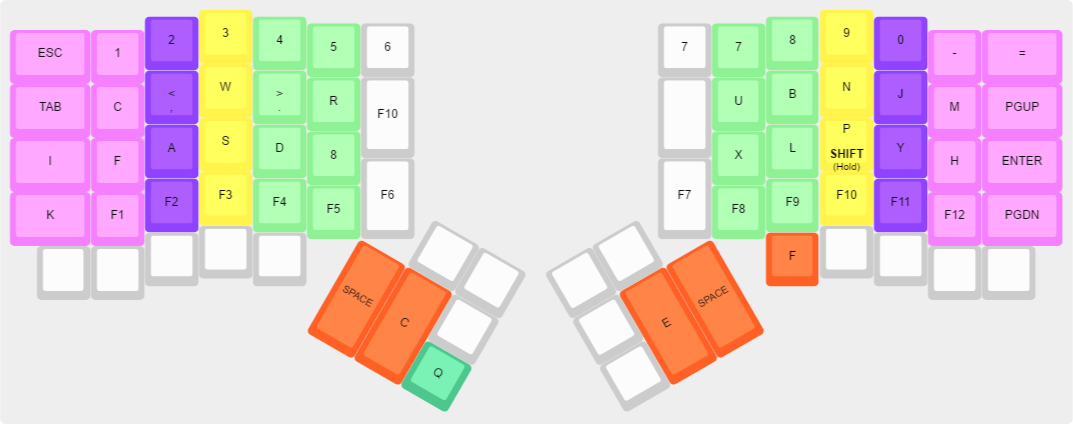 ESC 1 2 3 4 5 6 7 7 8 9 0 - =
TAB C < W > R F10 U B N J M PGUP
, .
I F A S D 8 X L P Y H ENTER
SHIFT
(Hold)
K F1 F2 F3 F4 F5 F6 F7 F8 F9 F10 F11 F12 PGDN
F
SPACE C E SPACE
Q